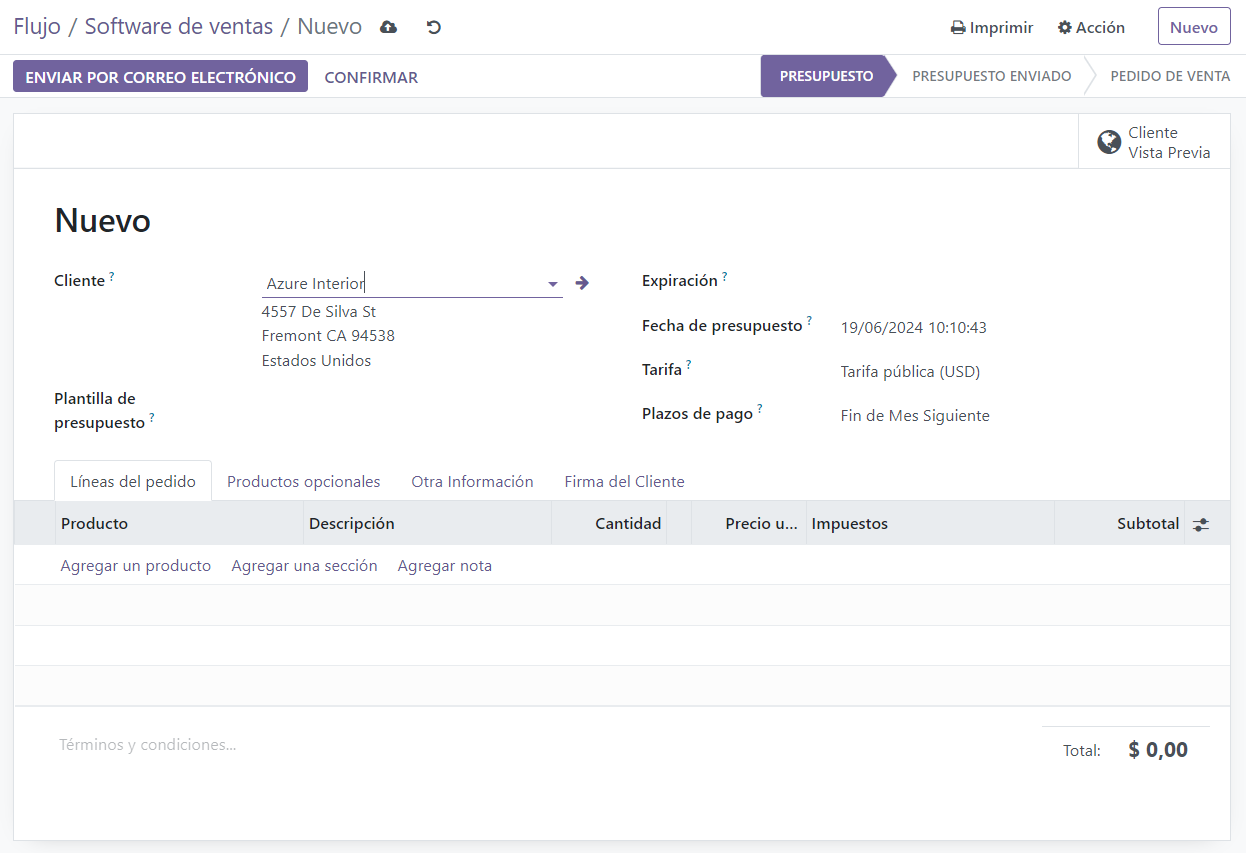 Flujo / Software de ventas / Nuevo
Imprimir Acción Nuevo
ENVIAR POR CORREO ELECTRÓNICO CONFIRMAR
PRESUPUESTO PRESUPUESTO ENVIADO PEDIDO DE VENTA
Cliente
Vista Previa
Nuevo
Cliente ? Azure Interior
4557 De Silva St
Fremont CA 94538
Estados Unidos
Plantilla de
presupuesto ?
Expiración ?
Fecha de presupuesto ? 19/06/2024 10:10:43
Tarifa ? Tarifa pública (USD)
Plazos de pago ? Fin de Mes Siguiente
Líneas del pedido Productos opcionales Otra Información Firma del Cliente
Producto Descripción Cantidad Precio u... Impuestos Subtotal
Agregar un producto Agregar una sección Agregar nota
Términos y condiciones...
Total: $ 0,00